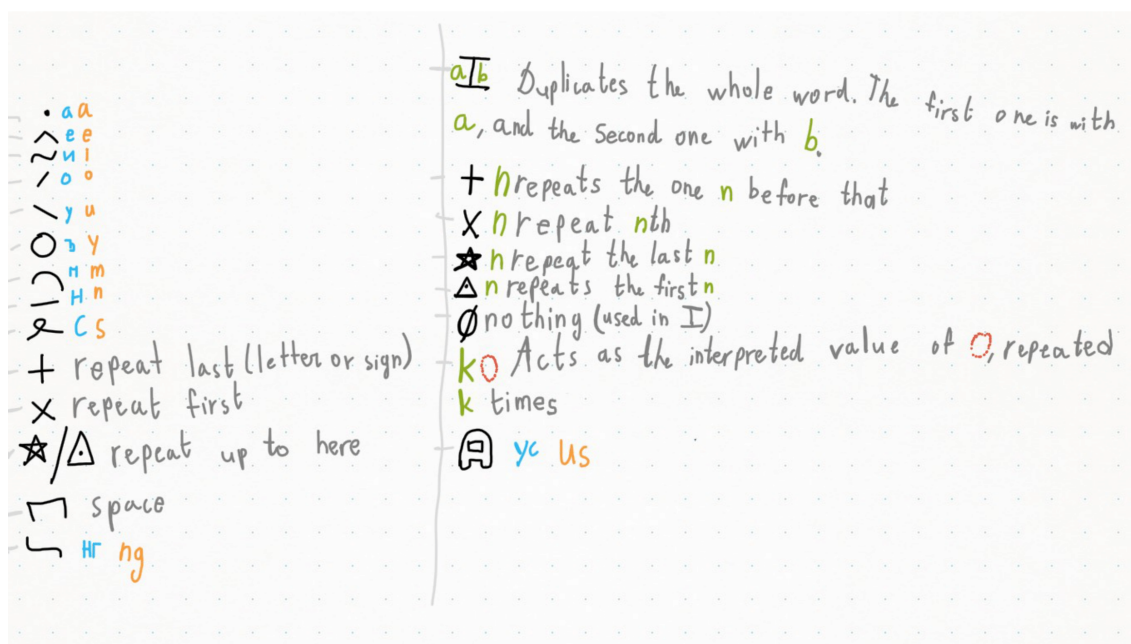 a a
e e
и i
о o
у u
ъ y
м m
н n
с s
+ repeat last (letter or sign)
× repeat first
☆/△ repeat up to here
space
нг ng
a I b Duplicates the whole word. The first one is with
a, and the second one with b.
+ n repeats the one n before that
× n repeat nth
☆ n repeat the last n
△ n repeats the first n
∅ nothing (used in I)
k O Acts as the interpreted value of O, repeated
k times
ус us